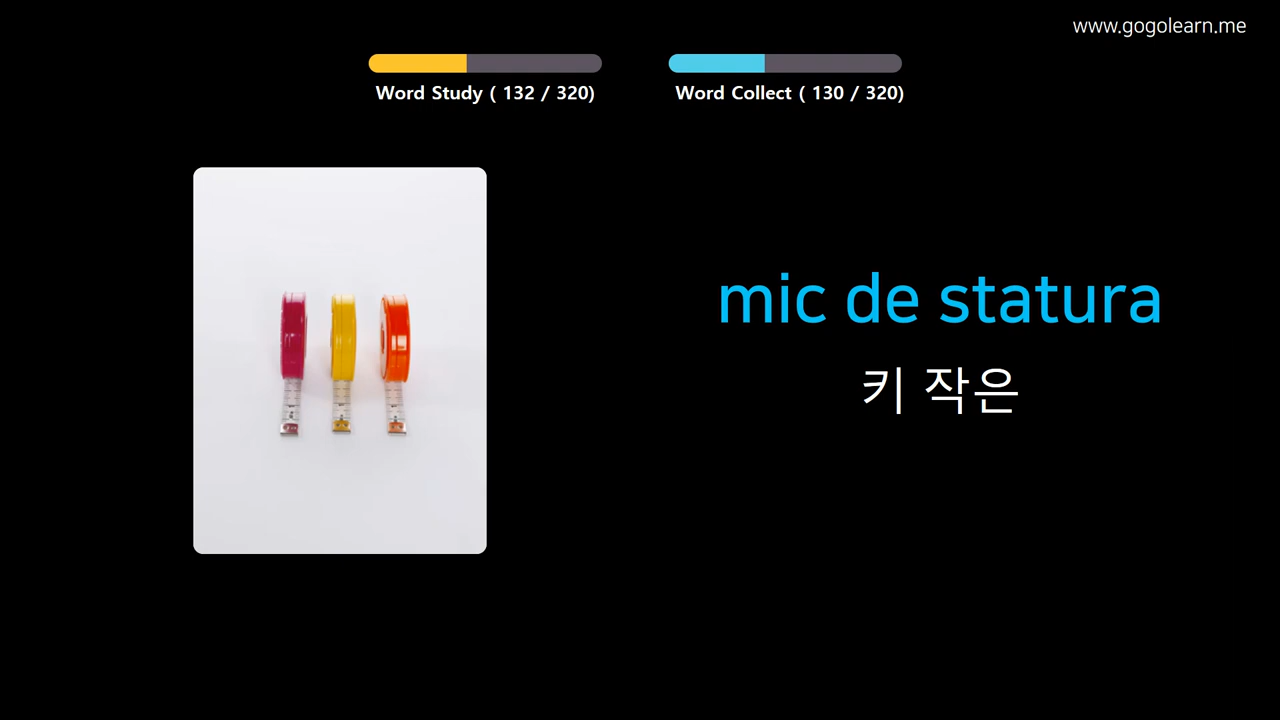 www.gogolearn.me
Word Study ( 132 / 320)
Word Collect ( 130 / 320)
mic de statura
키 작은